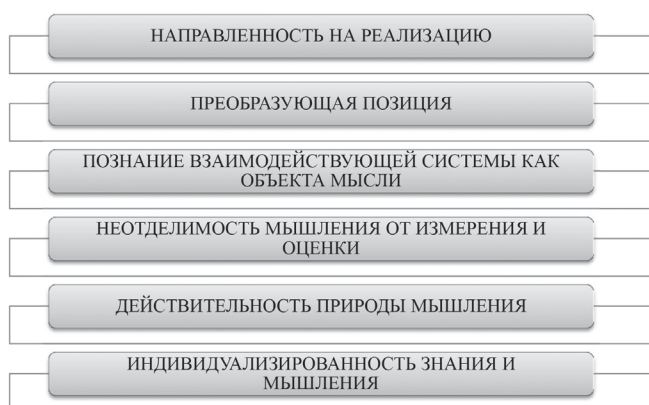 НАПРАВЛЕННОСТЬ НА РЕАЛИЗАЦИЮ
ПРЕОБРАЗУЮЩАЯ ПОЗИЦИЯ
ПОЗНАНИЕ ВЗАИМОДЕЙСТВУЮЩЕЙ СИСТЕМЫ КАК
ОБЪЕКТА МЫСЛИ
НЕОТДЕЛИМОСТЬ МЫШЛЕНИЯ ОТ ИЗМЕРЕНИЯ И
ОЦЕНКИ
ДЕЙСТВИТЕЛЬНОСТЬ ПРИРОДЫ МЫШЛЕНИЯ
ИНДИВИДУАЛИЗИРОВАННОСТЬ ЗНАНИЯ И
МЫШЛЕНИЯ